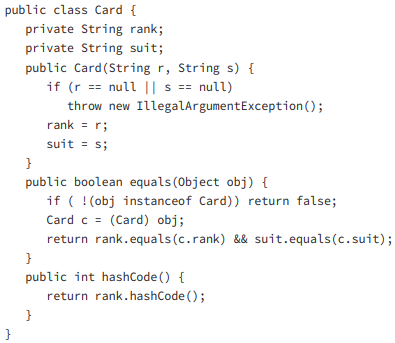 public class Card {
   private String rank;
   private String suit;
   public Card(String r, String s) {
      if (r == null || s == null)
         throw new IllegalArgumentException();
      rank = r;
      suit = s;
   }
   public boolean equals(Object obj) {
      if ( !(obj instanceof Card)) return false;
      Card c = (Card) obj;
      return rank.equals(c.rank) && suit.equals(c.suit);
   }
   public int hashCode() {
      return rank.hashCode();
   }
}